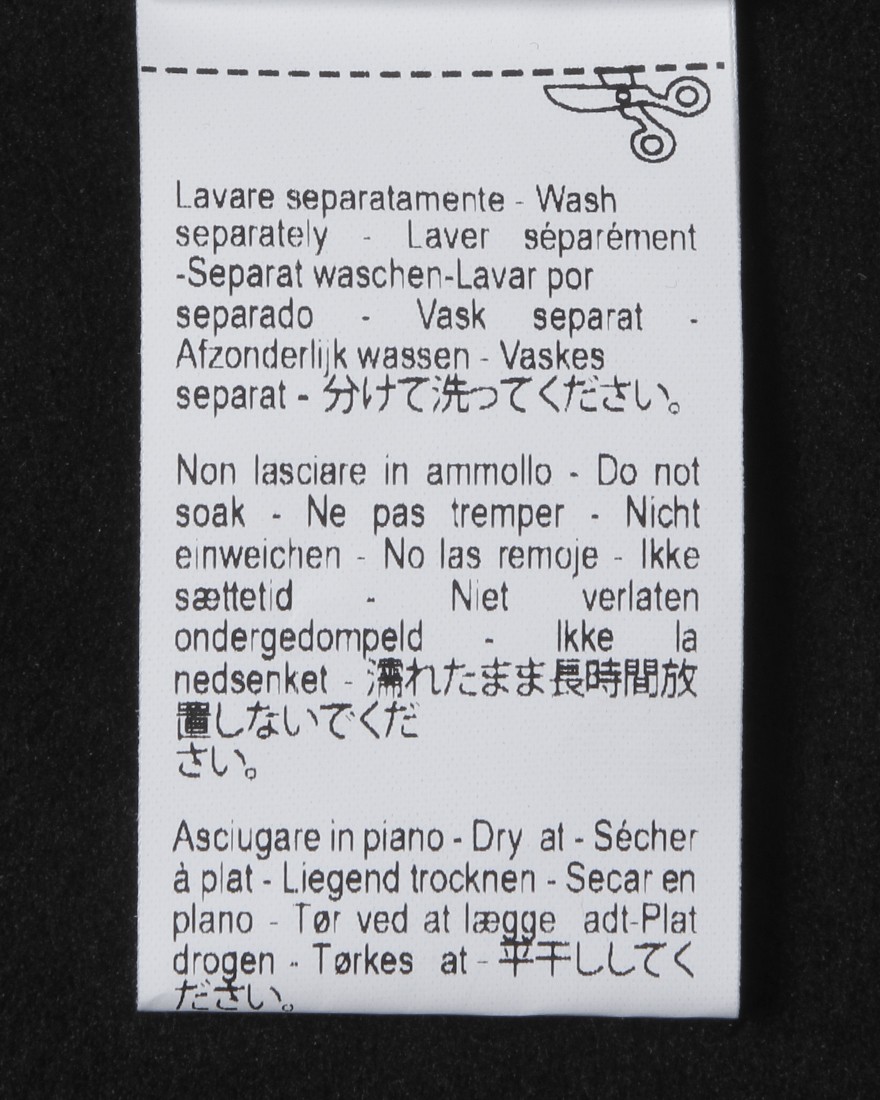 Lavare separatamente - Wash
separately - Laver séparément
-Separat waschen-Lavar por
separado - Vask separat -
Afzonderlijk wassen - Vaskes
separat - 分けて洗ってください。
Non lasciare in ammollo - Do not
soak - Ne pas tremper - Nicht
einweichen - No las remoje - Ikke
sættetid - Niet verlaten
ondergedompeld - Ikke la
nedsenket - 濡れたまま長時間放
置しないでくだ
さい。
Asciugare in piano - Dry at - Sécher
à plat - Liegend trocknen - Secar en
plano - Tør ved at lægge adt-Plat
drogen - Tørkes at - 平干ししてく
ださい。